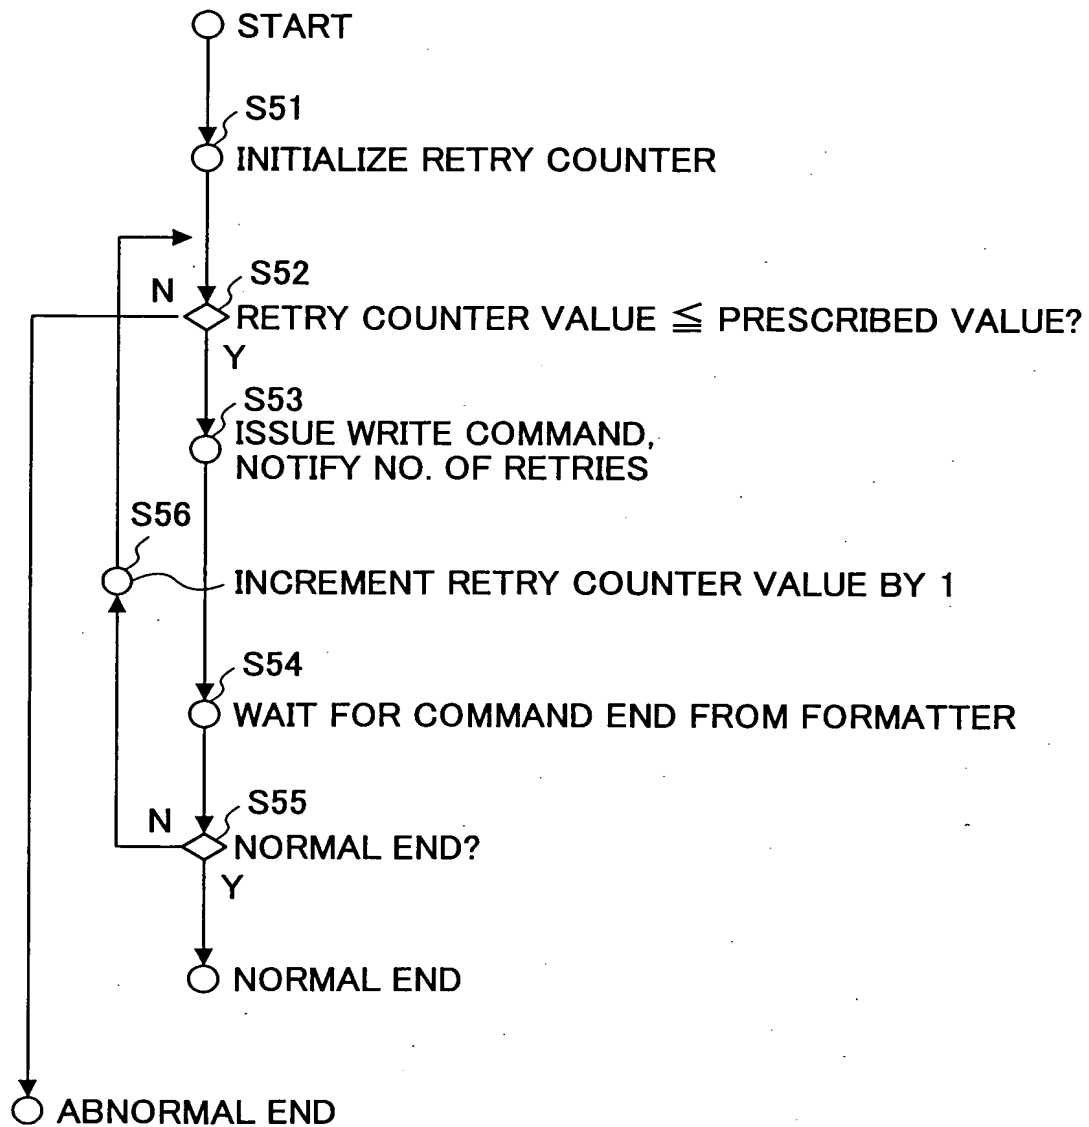 START
S51
INITIALIZE RETRY COUNTER
S52
N
RETRY COUNTER VALUE ≦ PRESCRIBED VALUE?
Y
S53
ISSUE WRITE COMMAND,
NOTIFY NO. OF RETRIES
S56
INCREMENT RETRY COUNTER VALUE BY 1
S54
WAIT FOR COMMAND END FROM FORMATTER
S55
N
NORMAL END?
Y
NORMAL END
ABNORMAL END